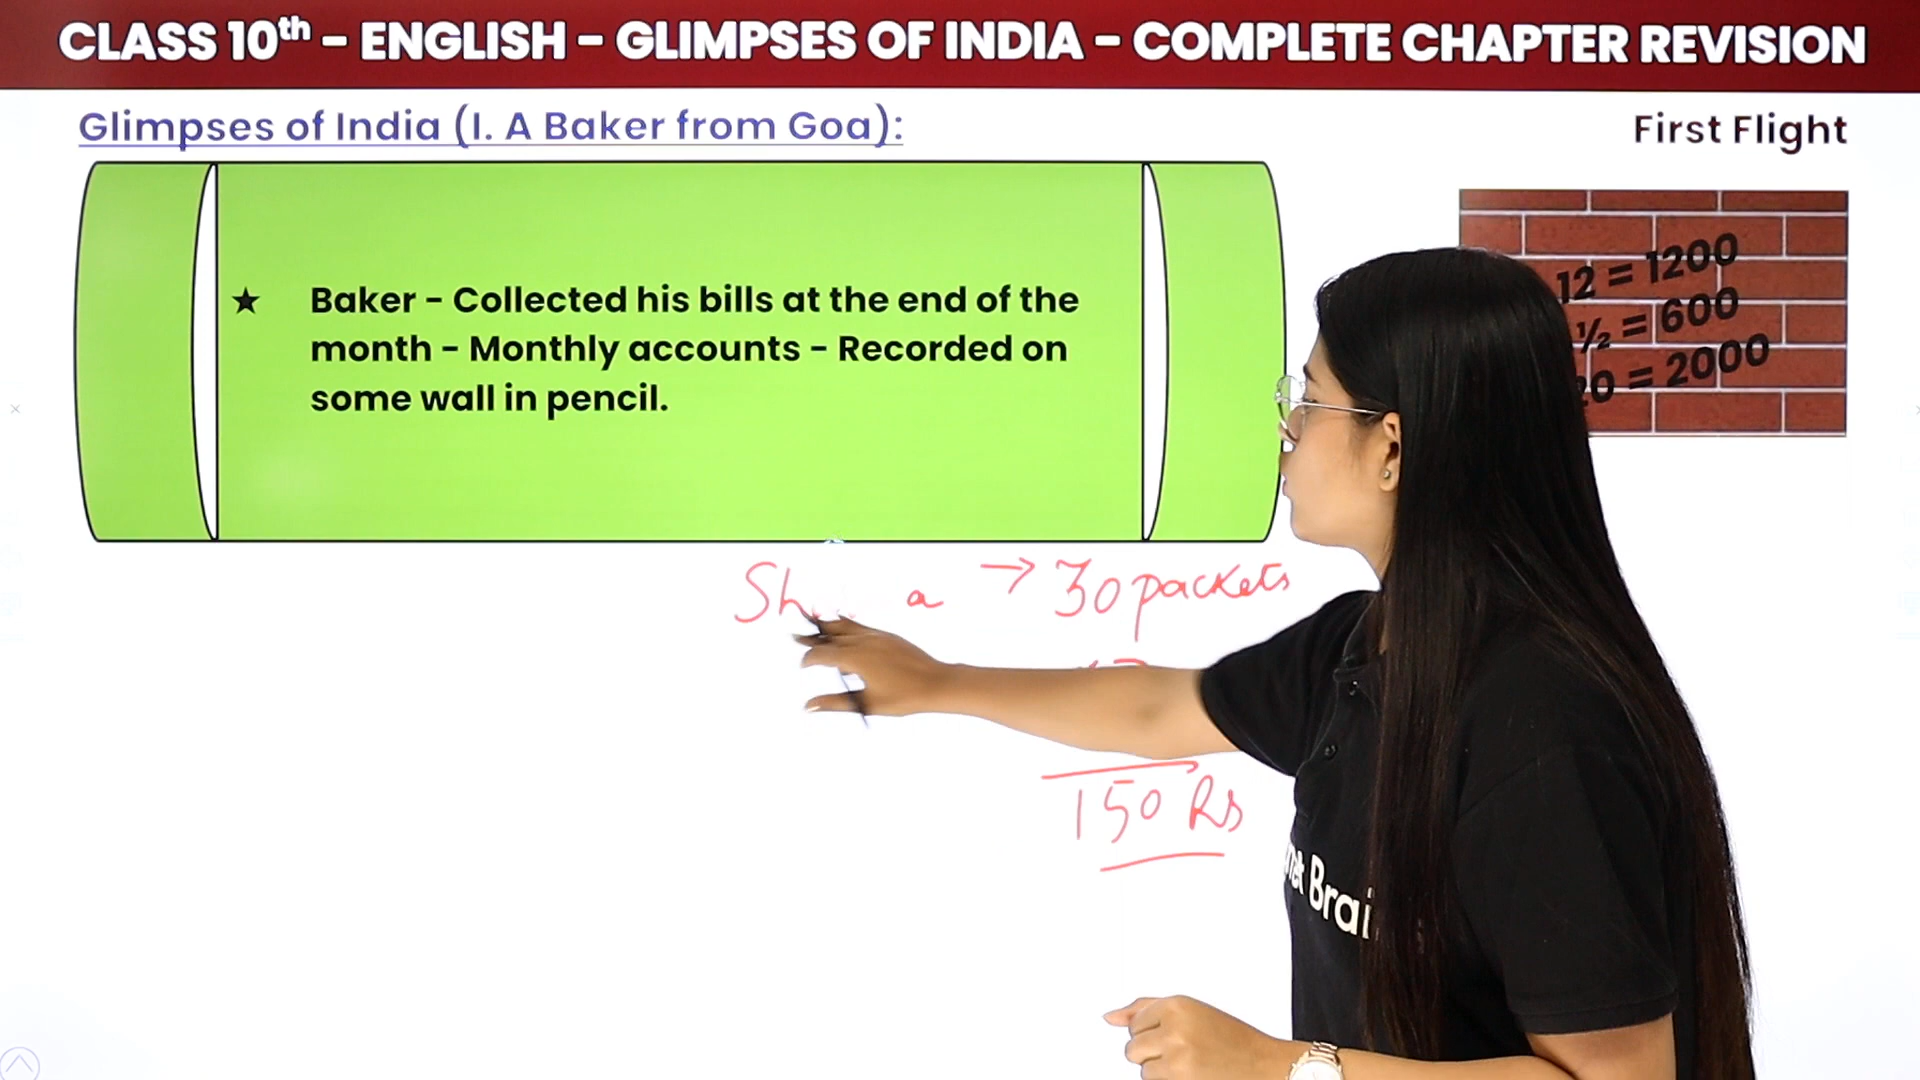 CLASS 10th - ENGLISH - GLIMPSES OF INDIA - COMPLETE CHAPTER REVISION
Glimpses of India (I. A Baker from Goa):
First Flight
★ Baker - Collected his bills at the end of the
month - Monthly accounts - Recorded on
some wall in pencil.
12 = 1200
½ = 600
20 = 2000
→ 30 packets
150 Rs
Brai